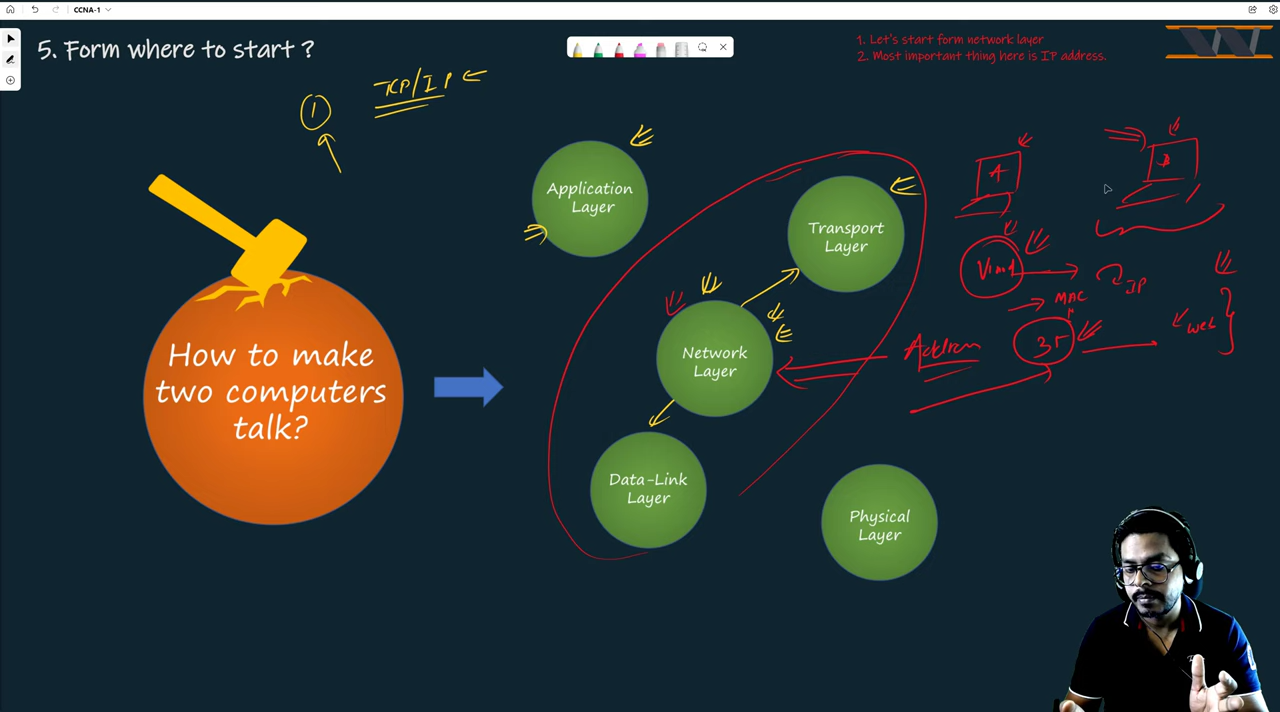 CCNA-1
5. Form where to start ?
1. Let's start form network layer
2. Most important thing here is IP address.
1
TCP/IP
Application
Layer
Transport
Layer
Network
Layer
Data-Link
Layer
Physical
Layer
How to make
two computers
talk?
A
B
IP
MAC
Web
Address